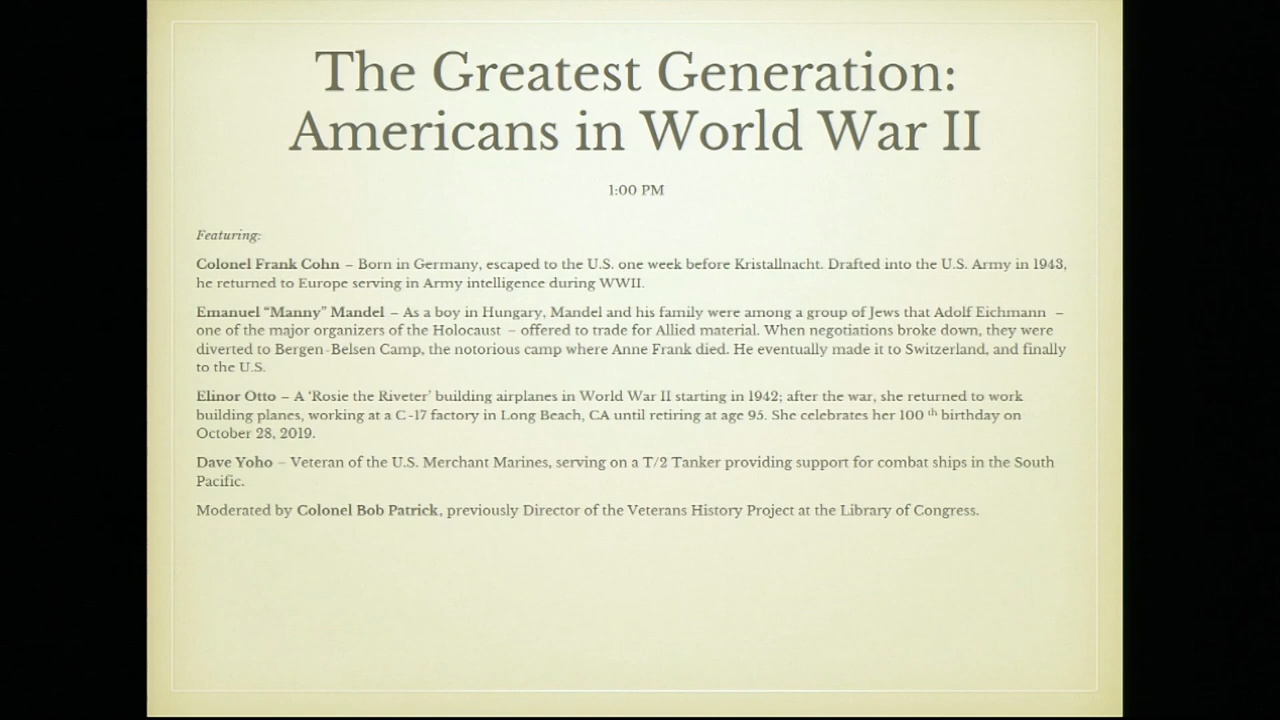 The Greatest Generation:
Americans in World War II
1:00 PM
Featuring:
Colonel Frank Cohn – Born in Germany, escaped to the U.S. one week before Kristallnacht. Drafted into the U.S. Army in 1943,
he returned to Europe serving in Army intelligence during WWII.
Emanuel “Manny” Mandel – As a boy in Hungary, Mandel and his family were among a group of Jews that Adolf Eichmann –
one of the major organizers of the Holocaust – offered to trade for Allied material. When negotiations broke down, they were
diverted to Bergen-Belsen Camp, the notorious camp where Anne Frank died. He eventually made it to Switzerland, and finally
to the U.S.
Elinor Otto – A ‘Rosie the Riveter’ building airplanes in World War II starting in 1942; after the war, she returned to work
building planes, working at a C-17 factory in Long Beach, CA until retiring at age 95. She celebrates her 100 th birthday on
October 28, 2019.
Dave Yoho – Veteran of the U.S. Merchant Marines, serving on a T/2 Tanker providing support for combat ships in the South
Pacific.
Moderated by Colonel Bob Patrick, previously Director of the Veterans History Project at the Library of Congress.